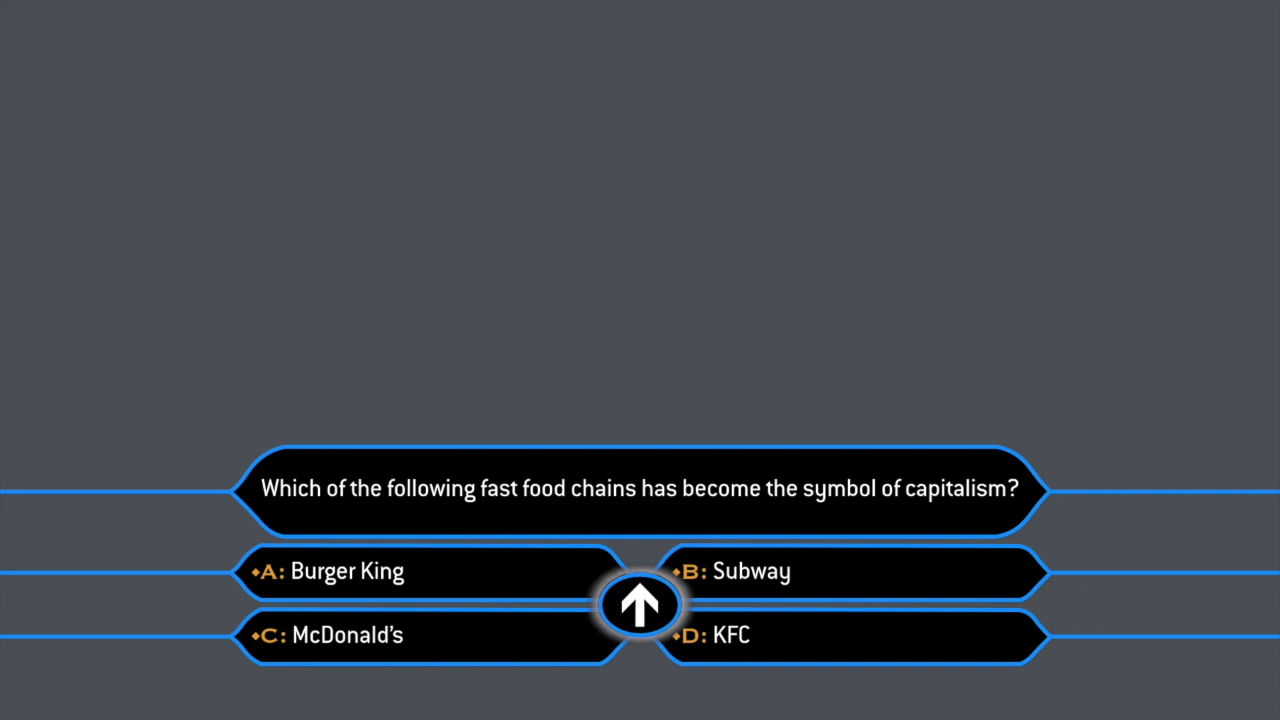 Which of the following fast food chains has become the symbol of capitalism?
A: Burger King
B: Subway
C: McDonald’s
D: KFC